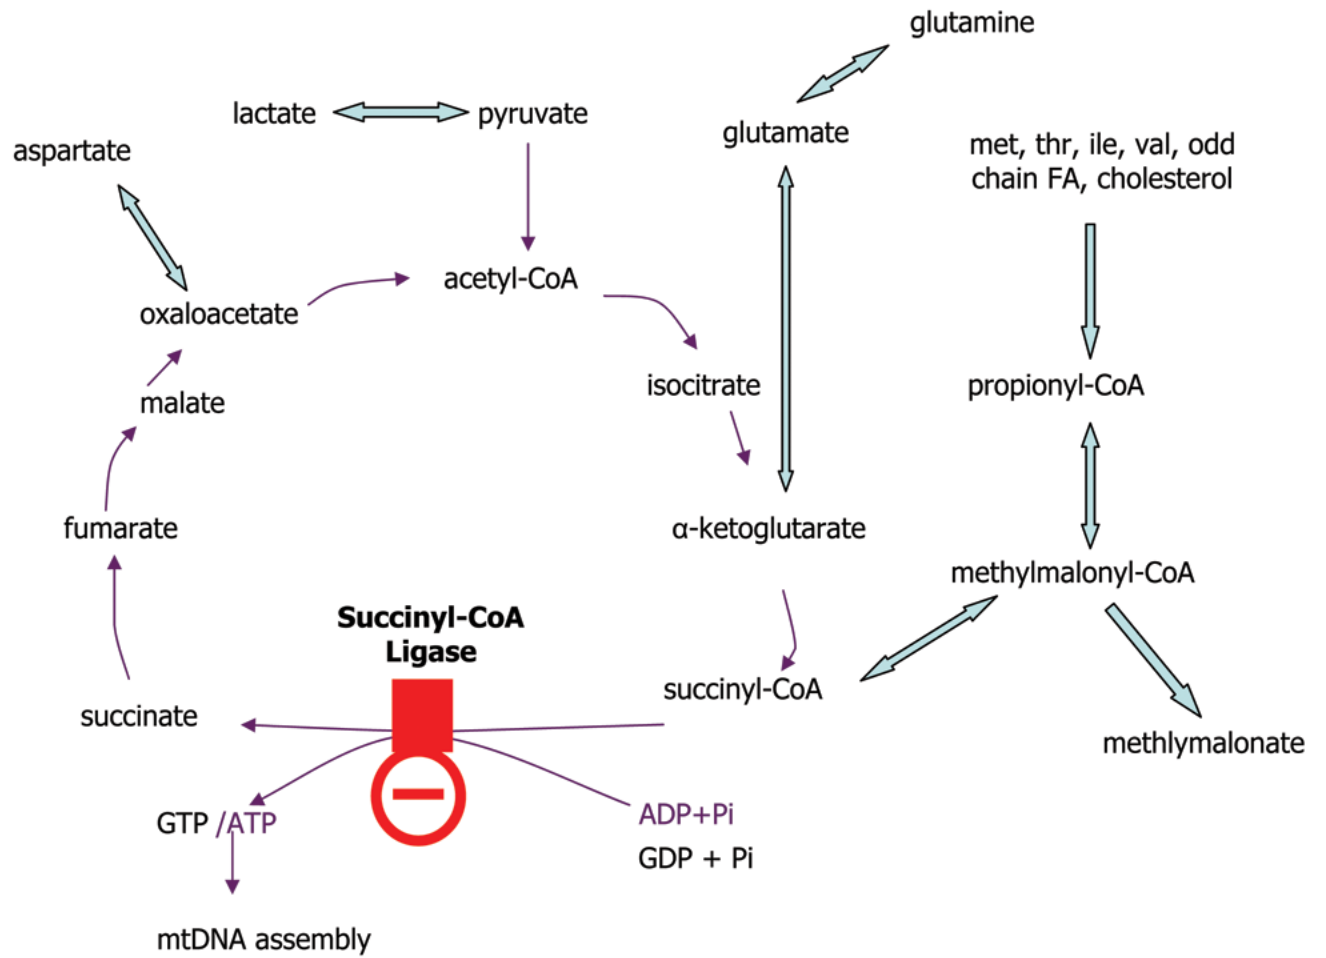 glutamine
lactate
pyruvate
glutamate
aspartate
met, thr, ile, val, odd
chain FA, cholesterol
acetyl-CoA
oxaloacetate
isocitrate
propionyl-CoA
malate
fumarate
α-ketoglutarate
methylmalonyl-CoA
Succinyl-CoA
Ligase
succinyl-CoA
succinate
methlymalonate
GTP /ATP
ADP+Pi
GDP + Pi
mtDNA assembly